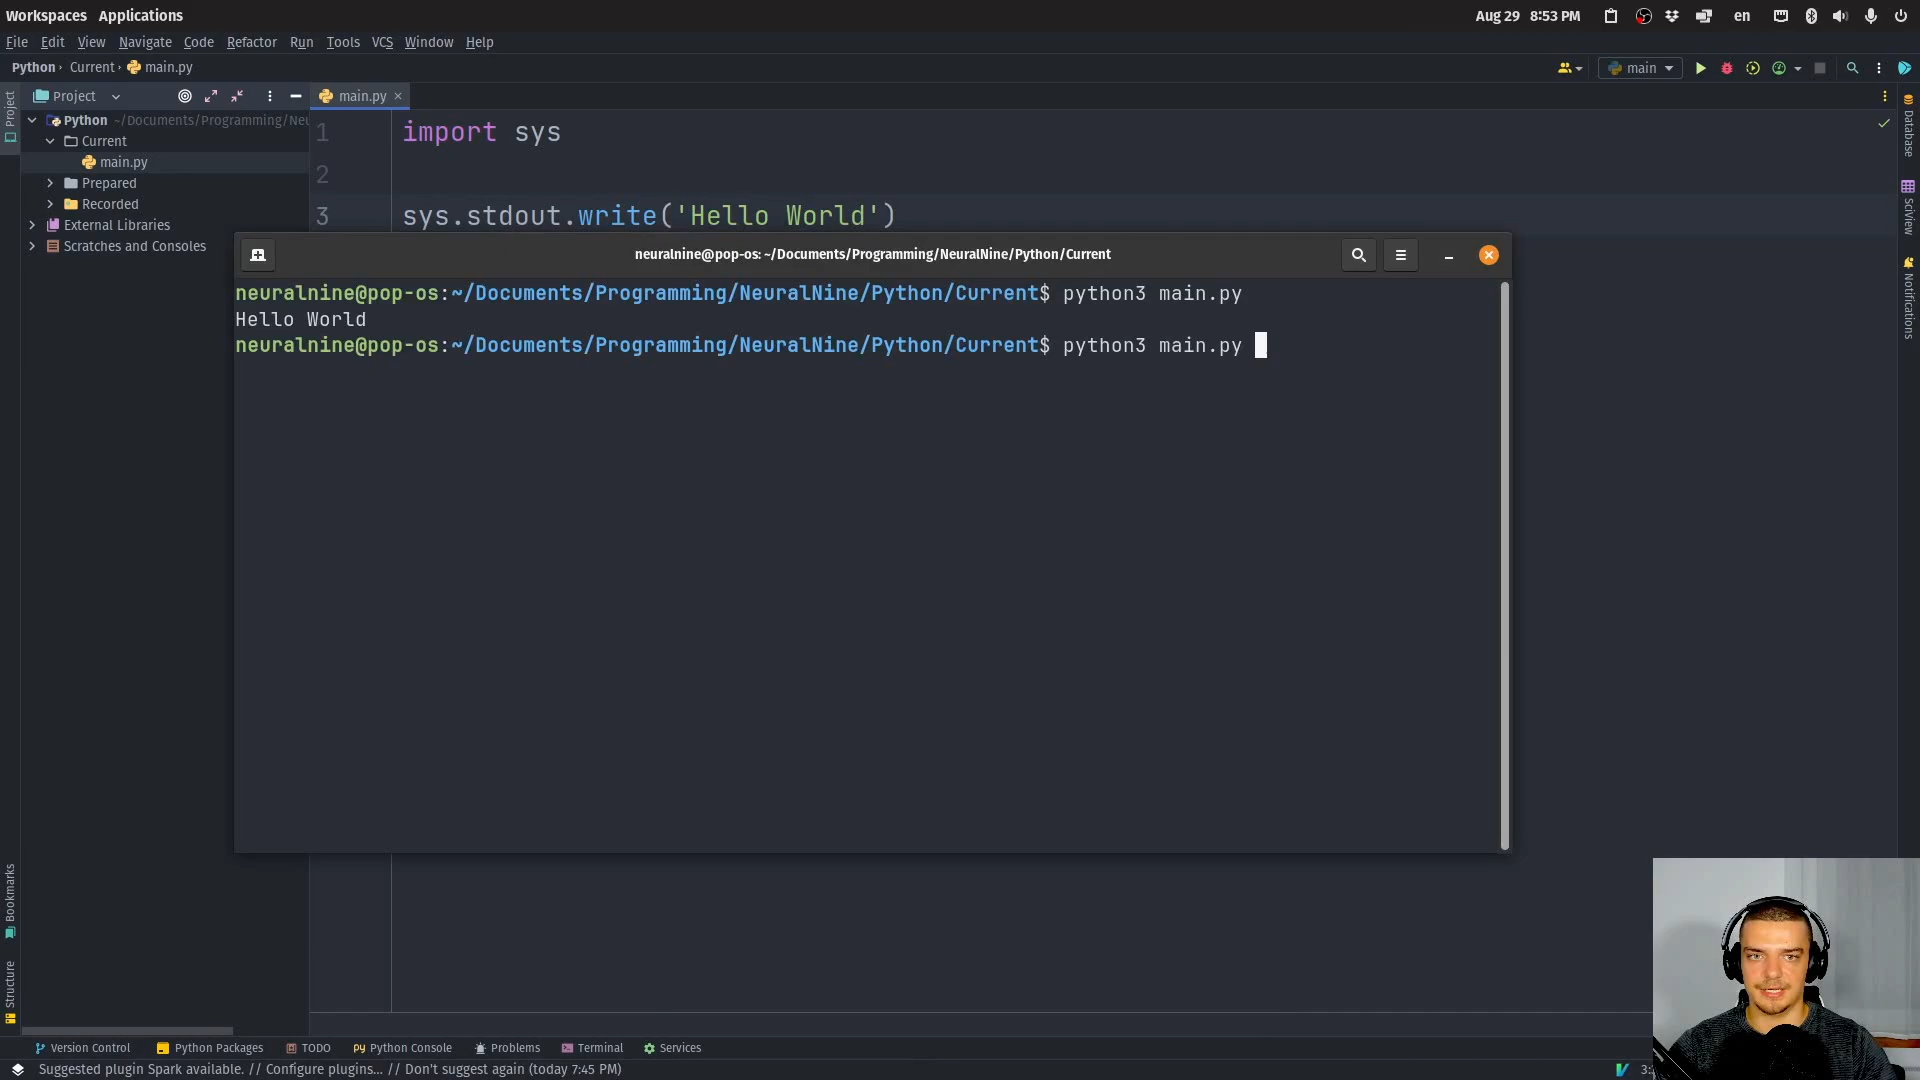 Workspaces Applications
Aug 29 8:53 PM
en
File Edit View Navigate Code Refactor Run Tools VCS Window Help
Python › Current › main.py
main
Project
main.py
Python ~/Documents/Programming/Neu
Current
main.py
Prepared
Recorded
External Libraries
Scratches and Consoles
1 import sys
2
3 sys.stdout.write('Hello World')
neuralnine@pop-os: ~/Documents/Programming/NeuralNine/Python/Current
neuralnine@pop-os:~/Documents/Programming/NeuralNine/Python/Current$ python3 main.py
Hello World
neuralnine@pop-os:~/Documents/Programming/NeuralNine/Python/Current$ python3 main.py
Project
Bookmarks
Structure
Database
SciView
Notifications
Version Control Python Packages TODO Python Console Problems Terminal Services
Suggested plugin Spark available. // Configure plugins... // Don't suggest again (today 7:45 PM)
3: